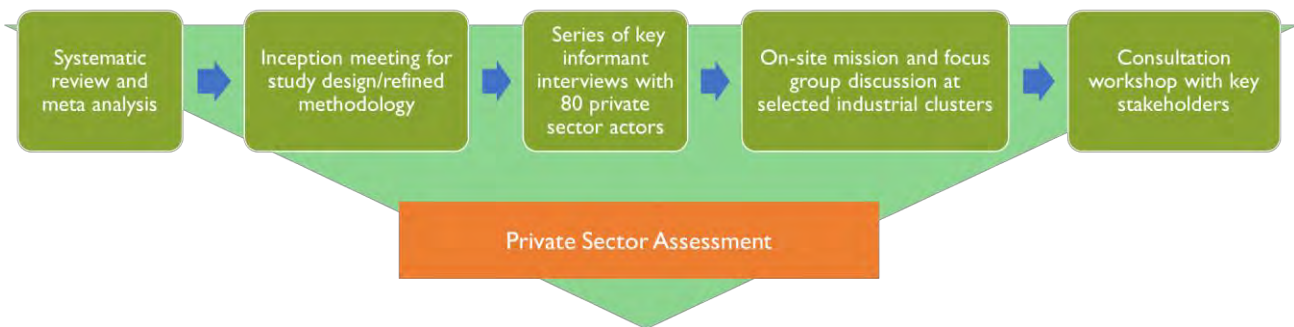 Systematic
review and
meta analysis
Inception meeting for
study design/refined
methodology
Series of key
informant
interviews with
80 private
sector actors
On-site mission and focus
group discussion at
selected industrial clusters
Consultation
workshop with key
stakeholders
Private Sector Assessment